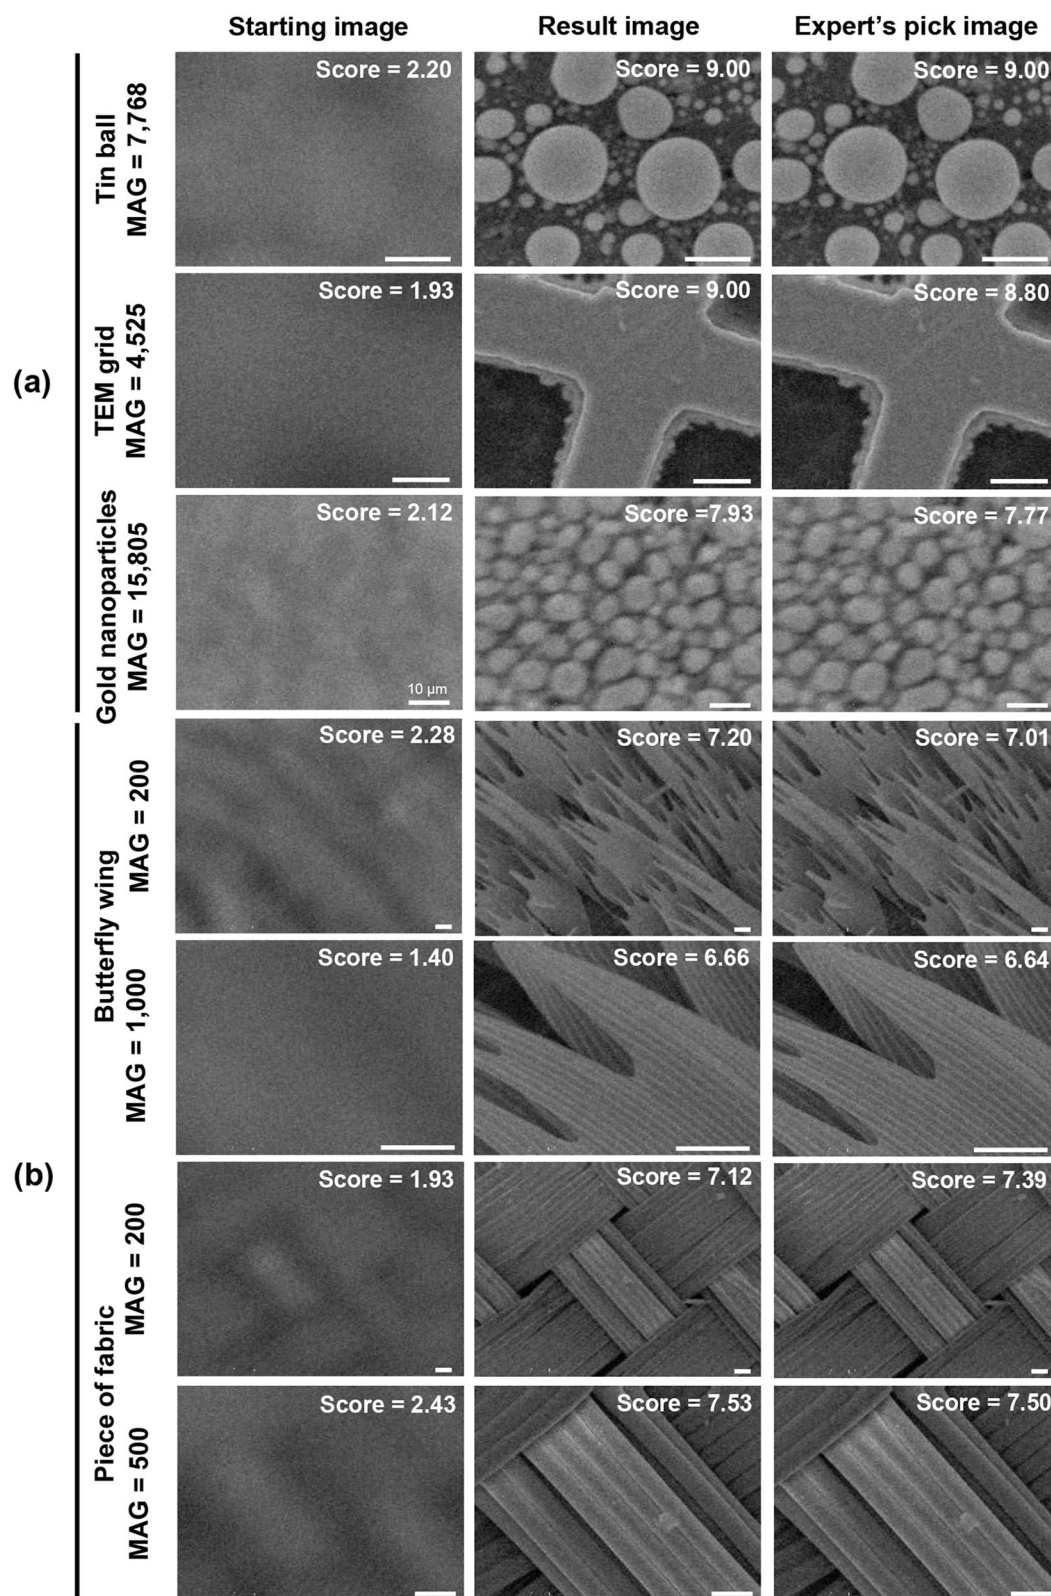 Starting image
Result image
Expert's pick image
(a)
Tin ball
MAG = 7,768
Score = 2.20
Score = 9.00
Score = 9.00
TEM grid
MAG = 4,525
Score = 1.93
Score = 9.00
Score = 8.80
Gold nanoparticles
MAG = 15,805
Score = 2.12
10 µm
Score =7.93
Score = 7.77
(b)
Butterfly wing
MAG = 200
Score = 2.28
Score = 7.20
Score = 7.01
MAG = 1,000
Score = 1.40
Score = 6.66
Score = 6.64
Piece of fabric
MAG = 200
Score = 1.93
Score = 7.12
Score = 7.39
MAG = 500
Score = 2.43
Score = 7.53
Score = 7.50